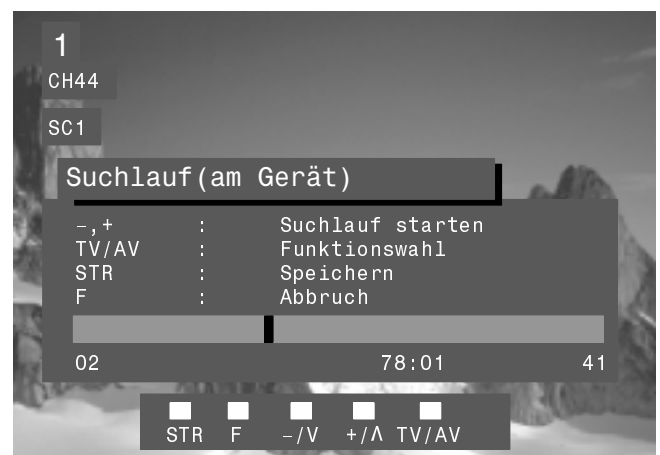 1
CH44
SC1
Suchlauf(am Gerät)
–,+ : Suchlauf starten
TV/AV : Funktionswahl
STR : Speichern
F : Abbruch
02 78:01 41
STR F –/V +/Λ TV/AV